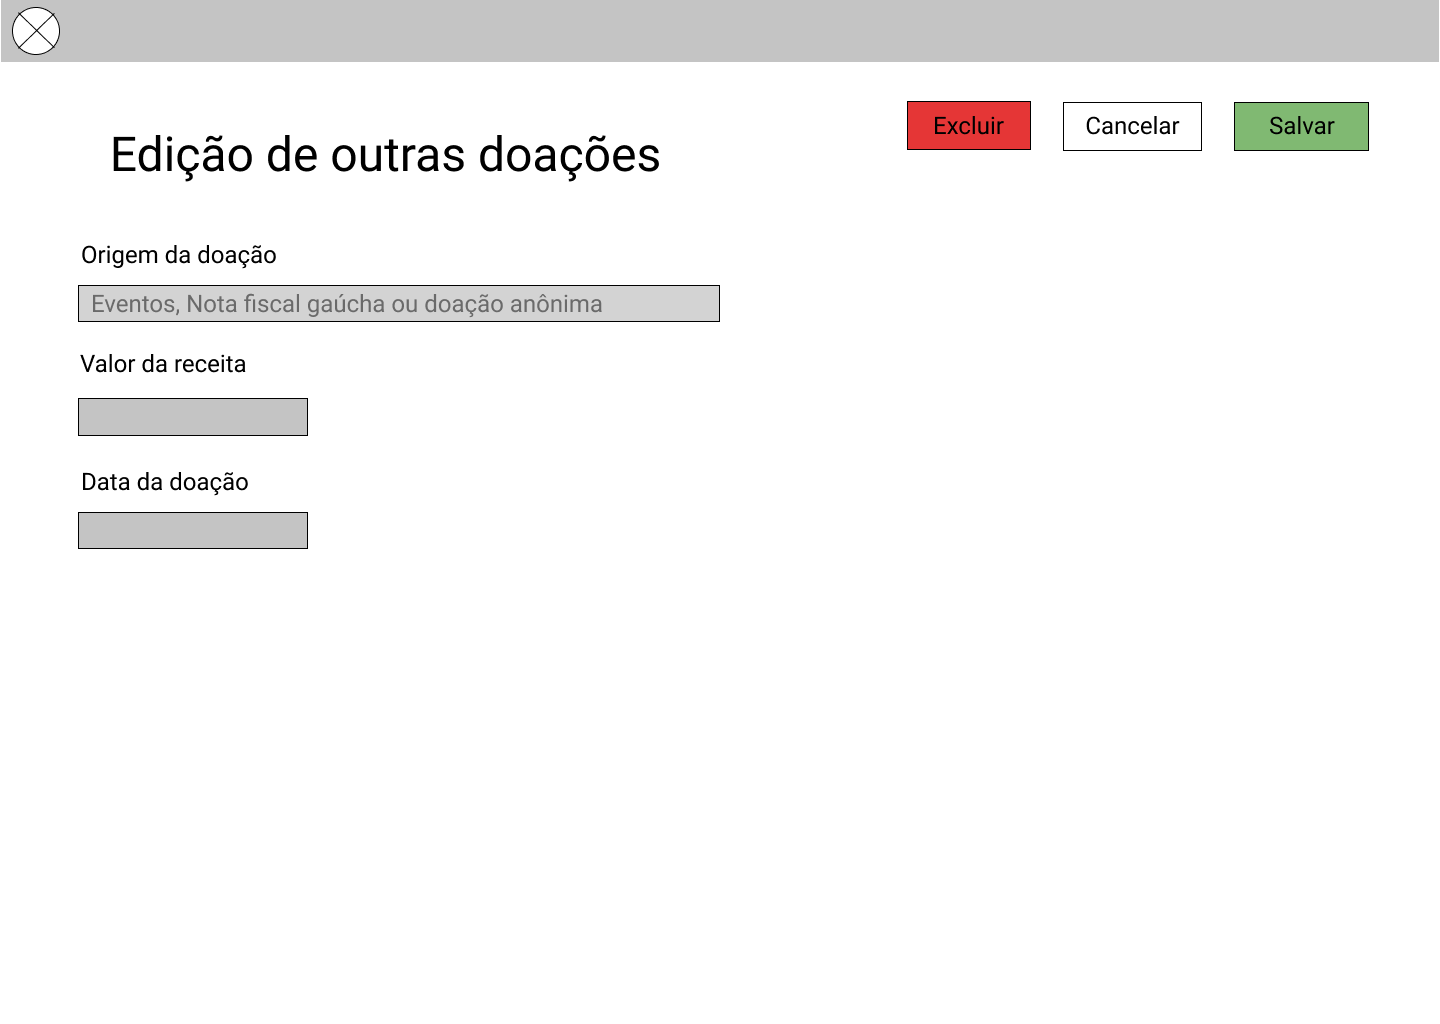 Excluir
Cancelar
Salvar
Edição de outras doações
Origem da doação
Eventos, Nota fiscal gaúcha ou doação anônima
Valor da receita
Data da doação